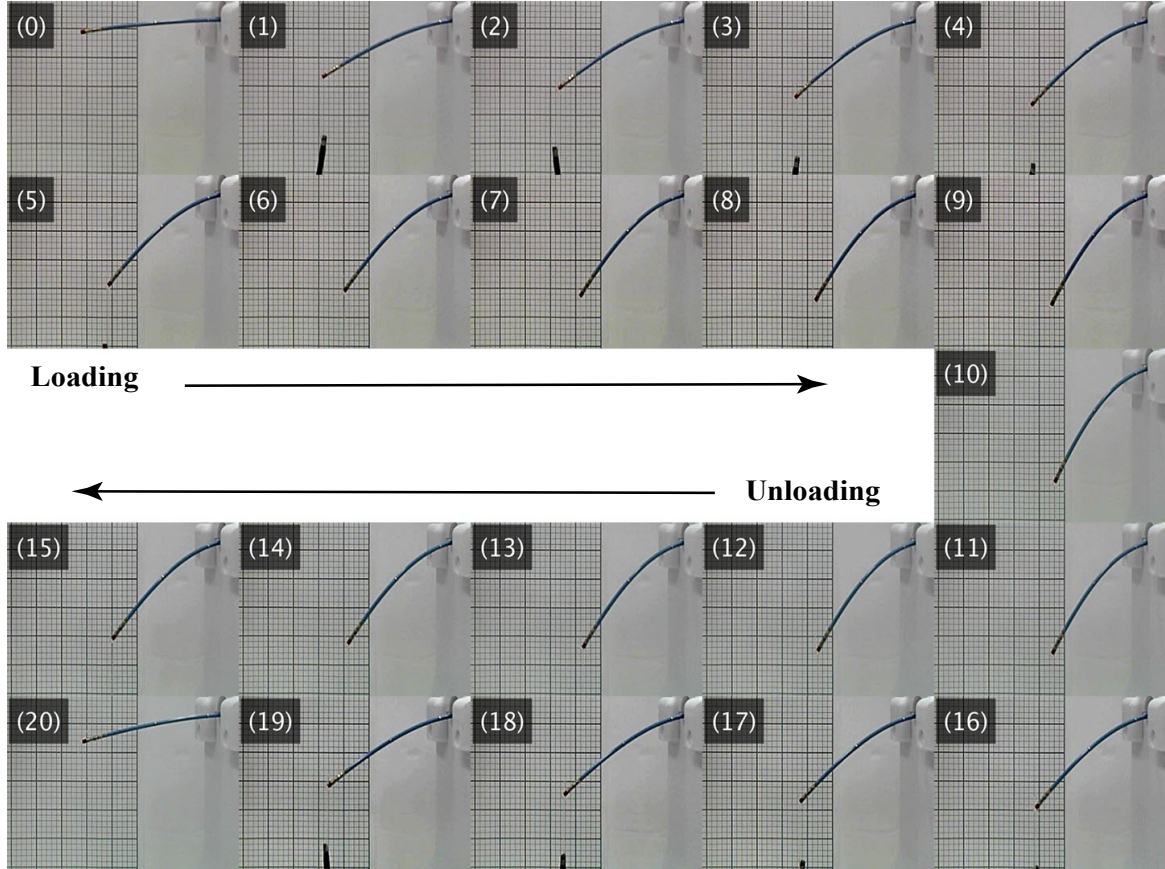 (0) (1) (2) (3) (4)
(5) (6) (7) (8) (9)
Loading
(10)
Unloading
(15) (14) (13) (12) (11)
(20) (19) (18) (17) (16)